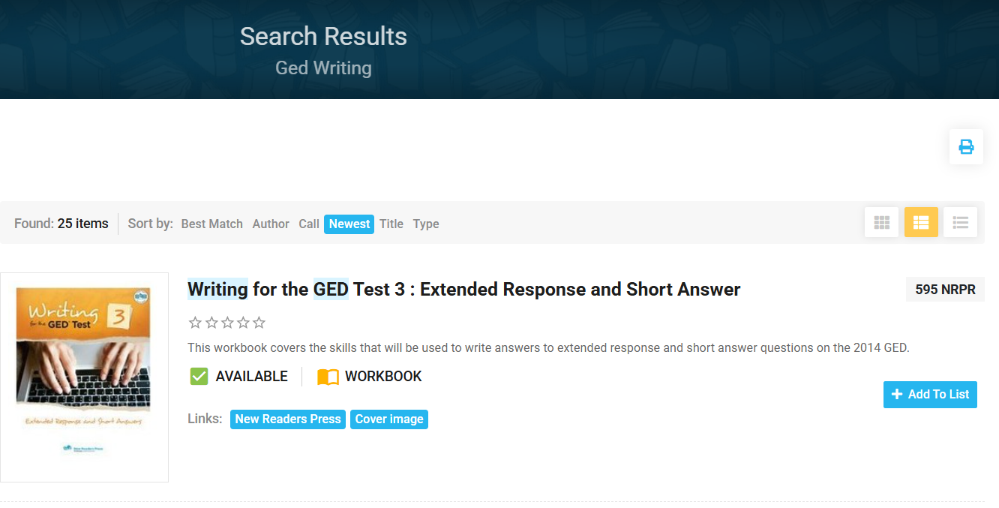 Search Results
Ged Writing
Found: 25 items Sort by: Best Match Author Call Newest Title Type
Writing for the GED Test 3 : Extended Response and Short Answer 595 NRPR
Writing 3
for the GED Test
Extended Response and Short Answers
New Readers Press
This workbook covers the skills that will be used to write answers to extended response and short answer questions on the 2014 GED.
AVAILABLE WORKBOOK
Add To List
Links: New Readers Press Cover image